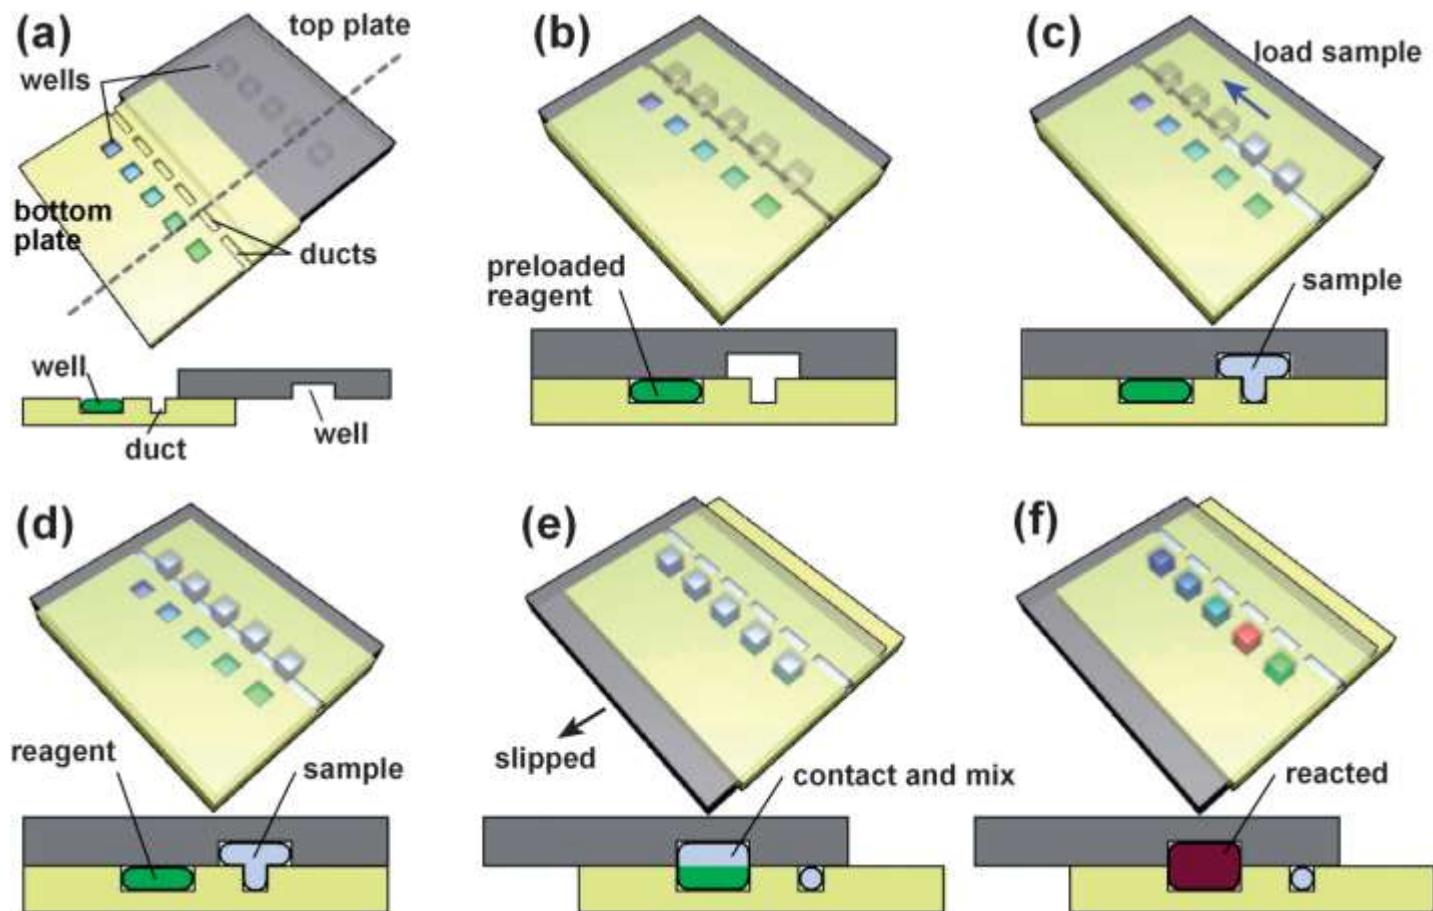 (a)
top plate
wells
bottom
plate
ducts
well
duct
well
(b)
preloaded
reagent
(c)
load sample
sample
(d)
reagent
sample
(e)
slipped
contact and mix
(f)
reacted